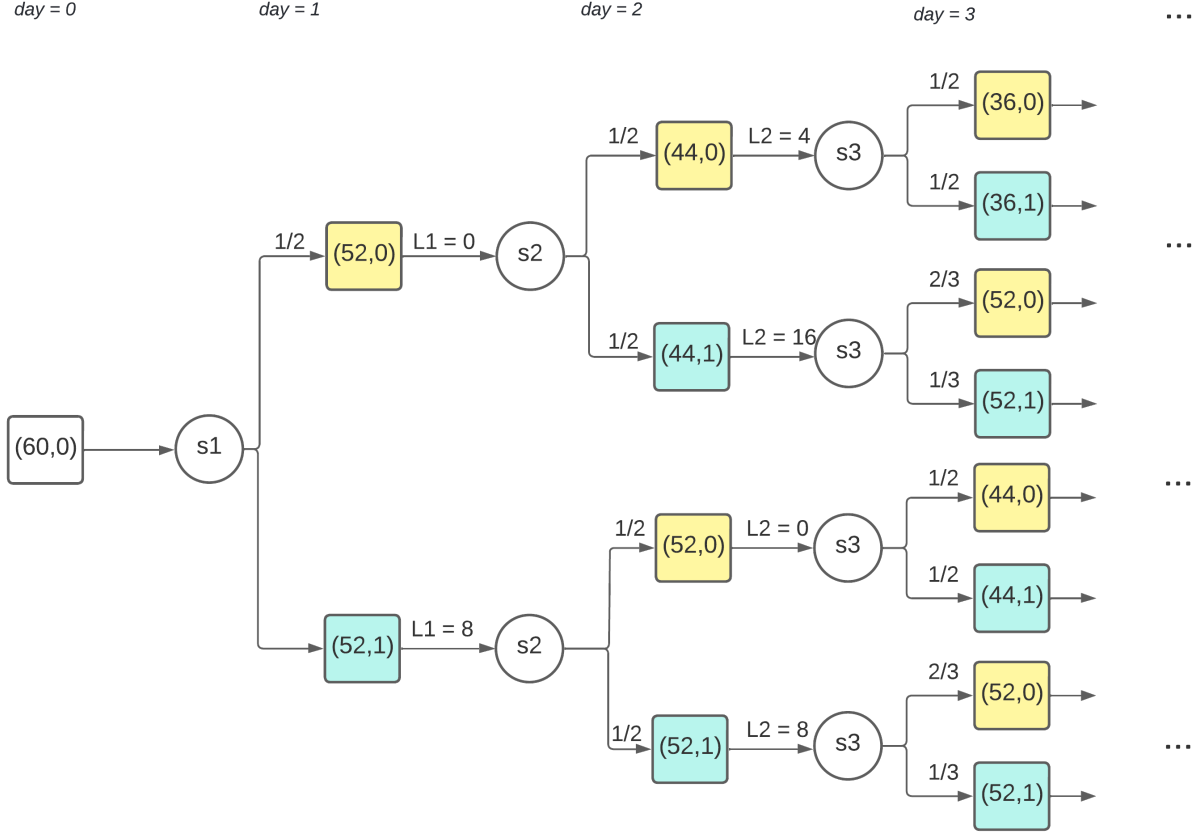 day = 0
day = 1
day = 2
day = 3
...
1/2
(36,0)
1/2
(44,0)
L2 = 4
s3
1/2
(36,1)
1/2
(52,0)
L1 = 0
s2
...
2/3
(52,0)
1/2
(44,1)
L2 = 16
s3
1/3
(52,1)
(60,0)
s1
1/2
(44,0)
...
1/2
(52,0)
L2 = 0
s3
1/2
(44,1)
(52,1)
L1 = 8
s2
2/3
(52,0)
1/2
(52,1)
L2 = 8
s3
...
1/3
(52,1)